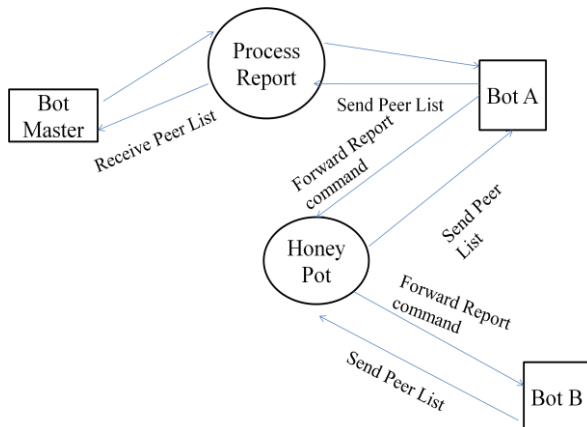 Process
Report
Bot
Master
Bot A
Send Peer List
Receive Peer List
Forward Report
command
Send Peer
List
Honey
Pot
Forward Report
command
Send Peer List
Bot B